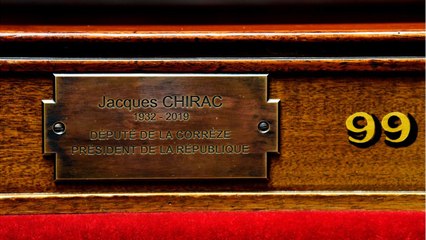 Jacques CHIRAC
1932 - 2019
DÉPUTÉ DE LA CORRÈZE
PRÉSIDENT DE LA RÉPUBLIQUE
99